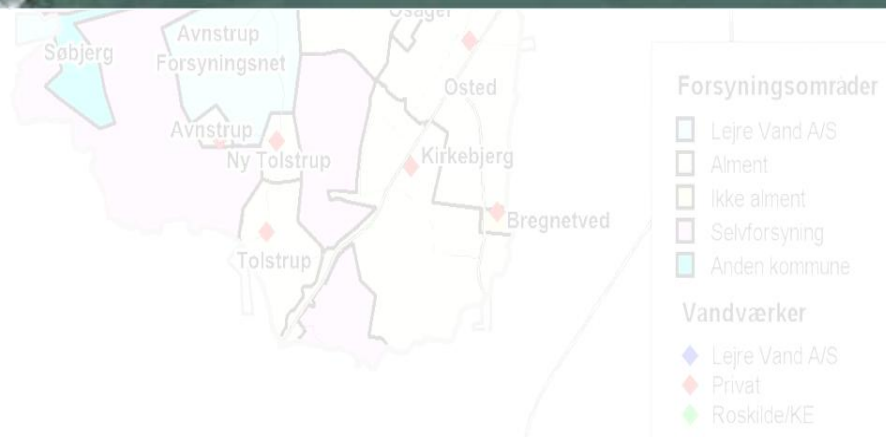 Osager
Søbjerg
Avnstrup
Forsyningsnet
Osted
Avnstrup
Ny Tolstrup
Kirkebjerg
Bregnetved
Tolstrup
Forsyningsområder
Lejre Vand A/S
Alment
Ikke alment
Selvforsyning
Anden kommune
Vandværker
Lejre Vand A/S
Privat
Roskilde/KE